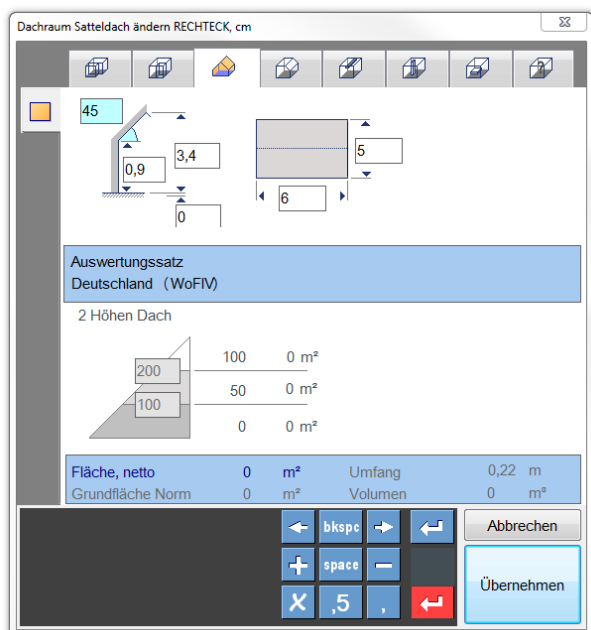 Dachraum Satteldach ändern RECHTECK, cm
45
3,4
0,9
0
5
6
Auswertungssatz
Deutschland (WoFlV)
2 Höhen Dach
200
100 0 m²
100
50 0 m²
0 0 m²
Fläche, netto 0 m² Umfang 0,22 m
Grundfläche Norm 0 m² Volumen 0 m³
bkspc
Abbrechen
space
Übernehmen
,5 ,